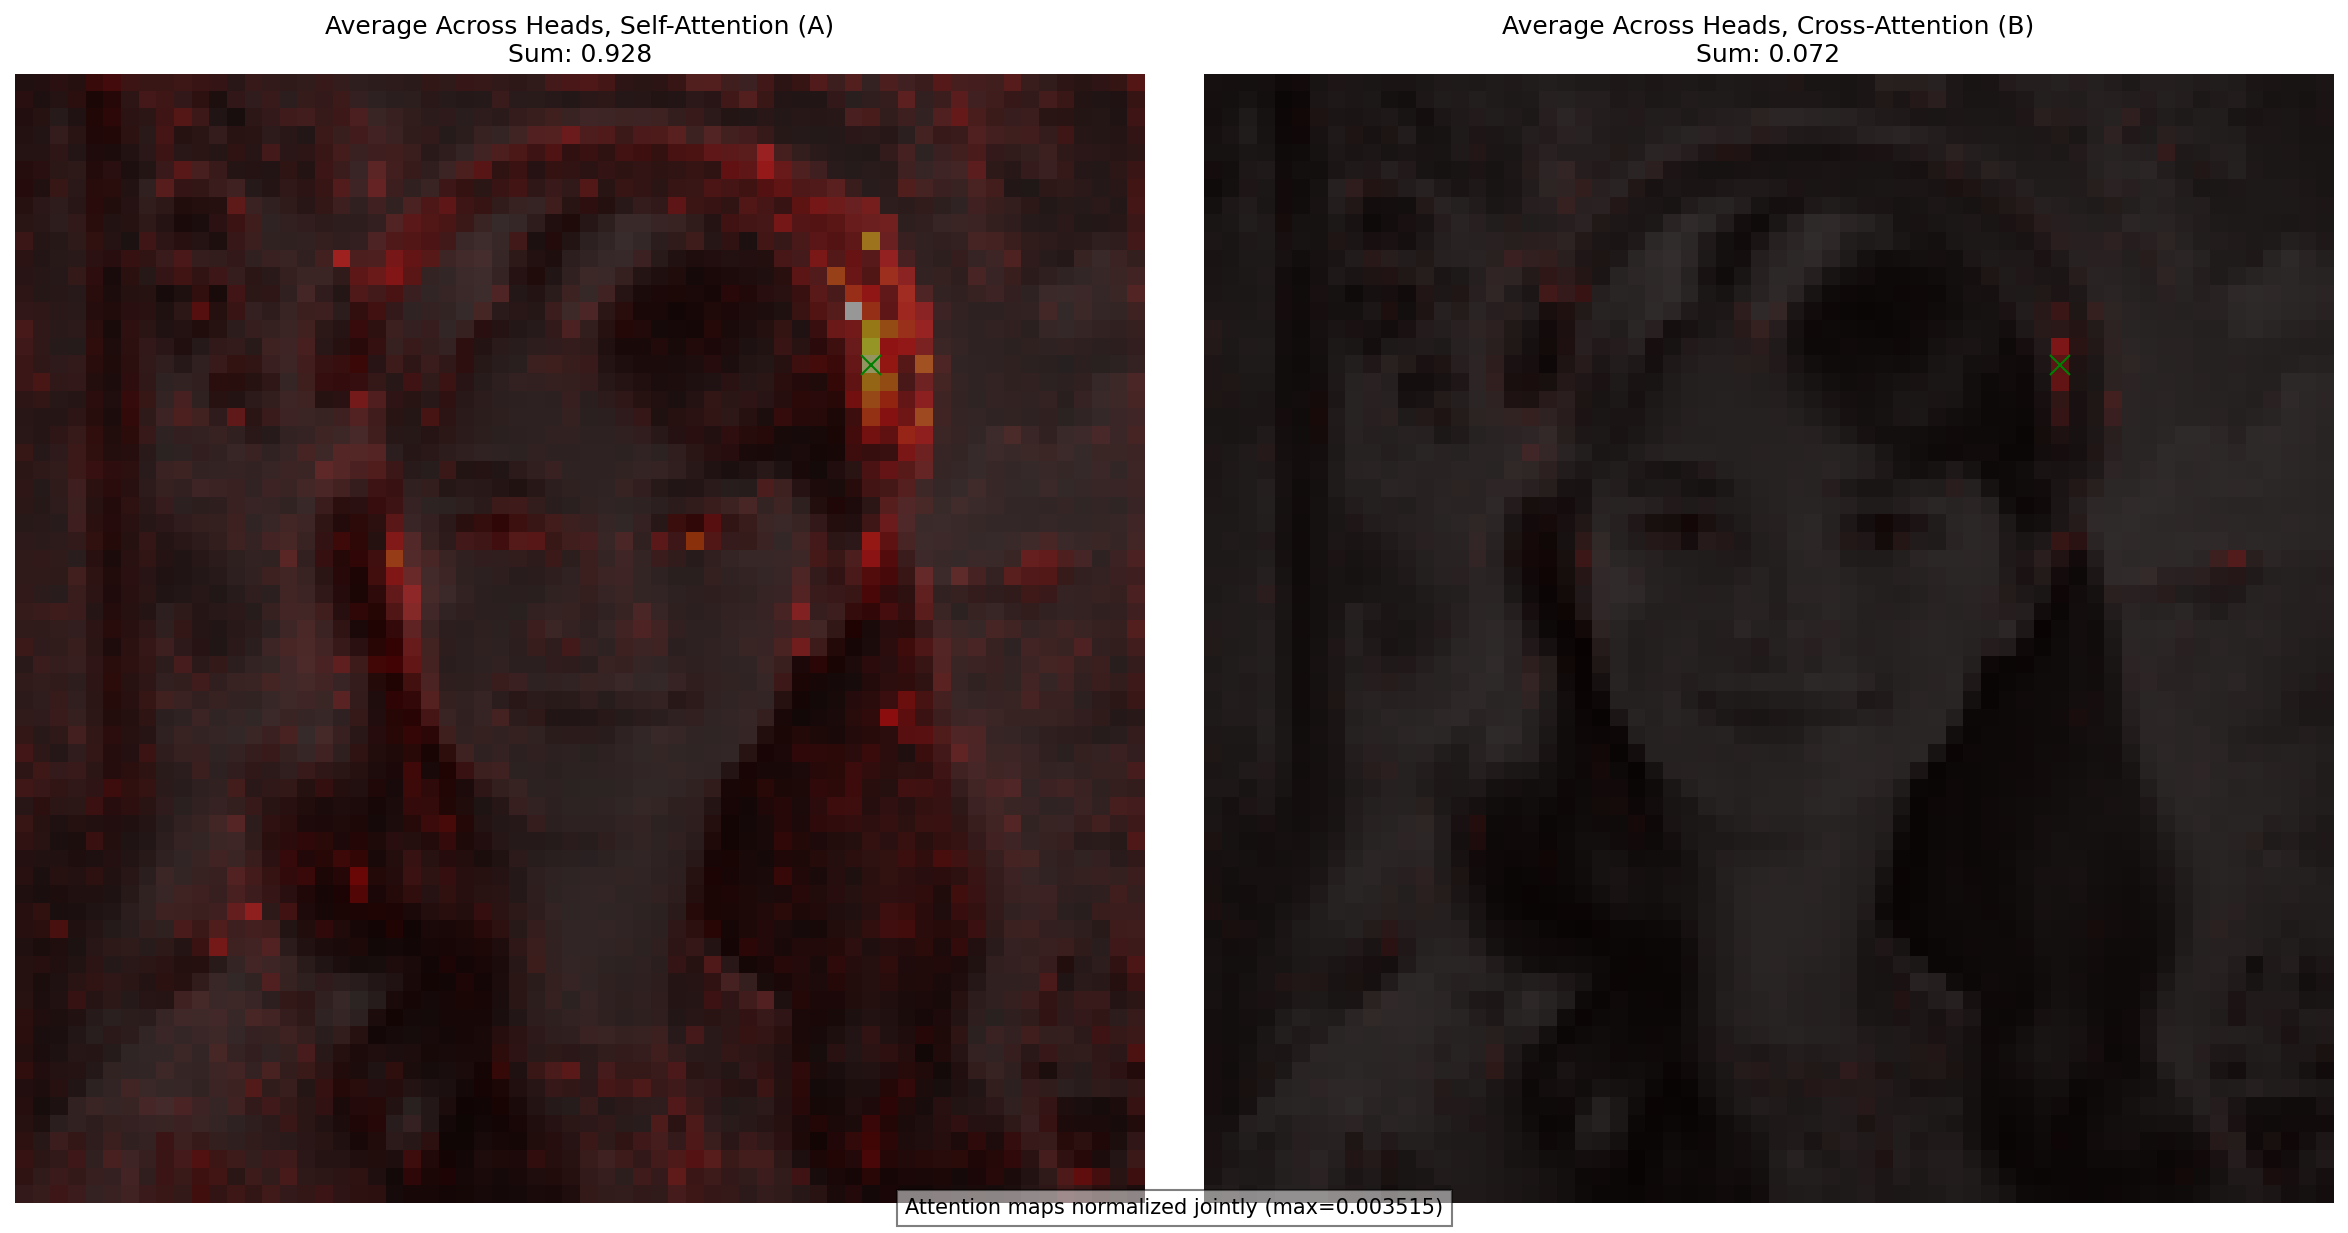 Average Across Heads, Self-Attention (A)
Sum: 0.928
Average Across Heads, Cross-Attention (B)
Sum: 0.072
Attention maps normalized jointly (max=0.003515)